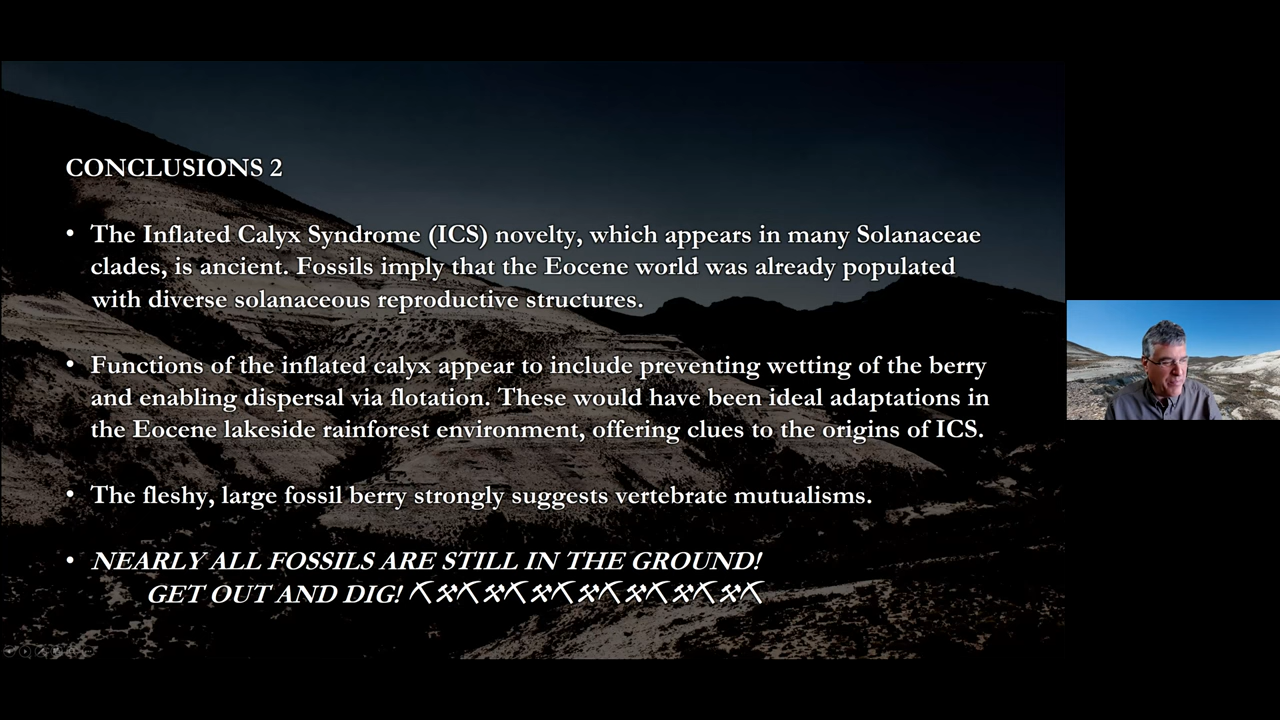 CONCLUSIONS 2
• The Inflated Calyx Syndrome (ICS) novelty, which appears in many Solanaceae
clades, is ancient. Fossils imply that the Eocene world was already populated
with diverse solanaceous reproductive structures.
• Functions of the inflated calyx appear to include preventing wetting of the berry
and enabling dispersal via flotation. These would have been ideal adaptations in
the Eocene lakeside rainforest environment, offering clues to the origins of ICS.
• The fleshy, large fossil berry strongly suggests vertebrate mutualisms.
• NEARLY ALL FOSSILS ARE STILL IN THE GROUND!
GET OUT AND DIG! ⛏⚒⛏⚒⛏⚒⛏⚒⛏⚒⛏⚒⛏⚒⛏